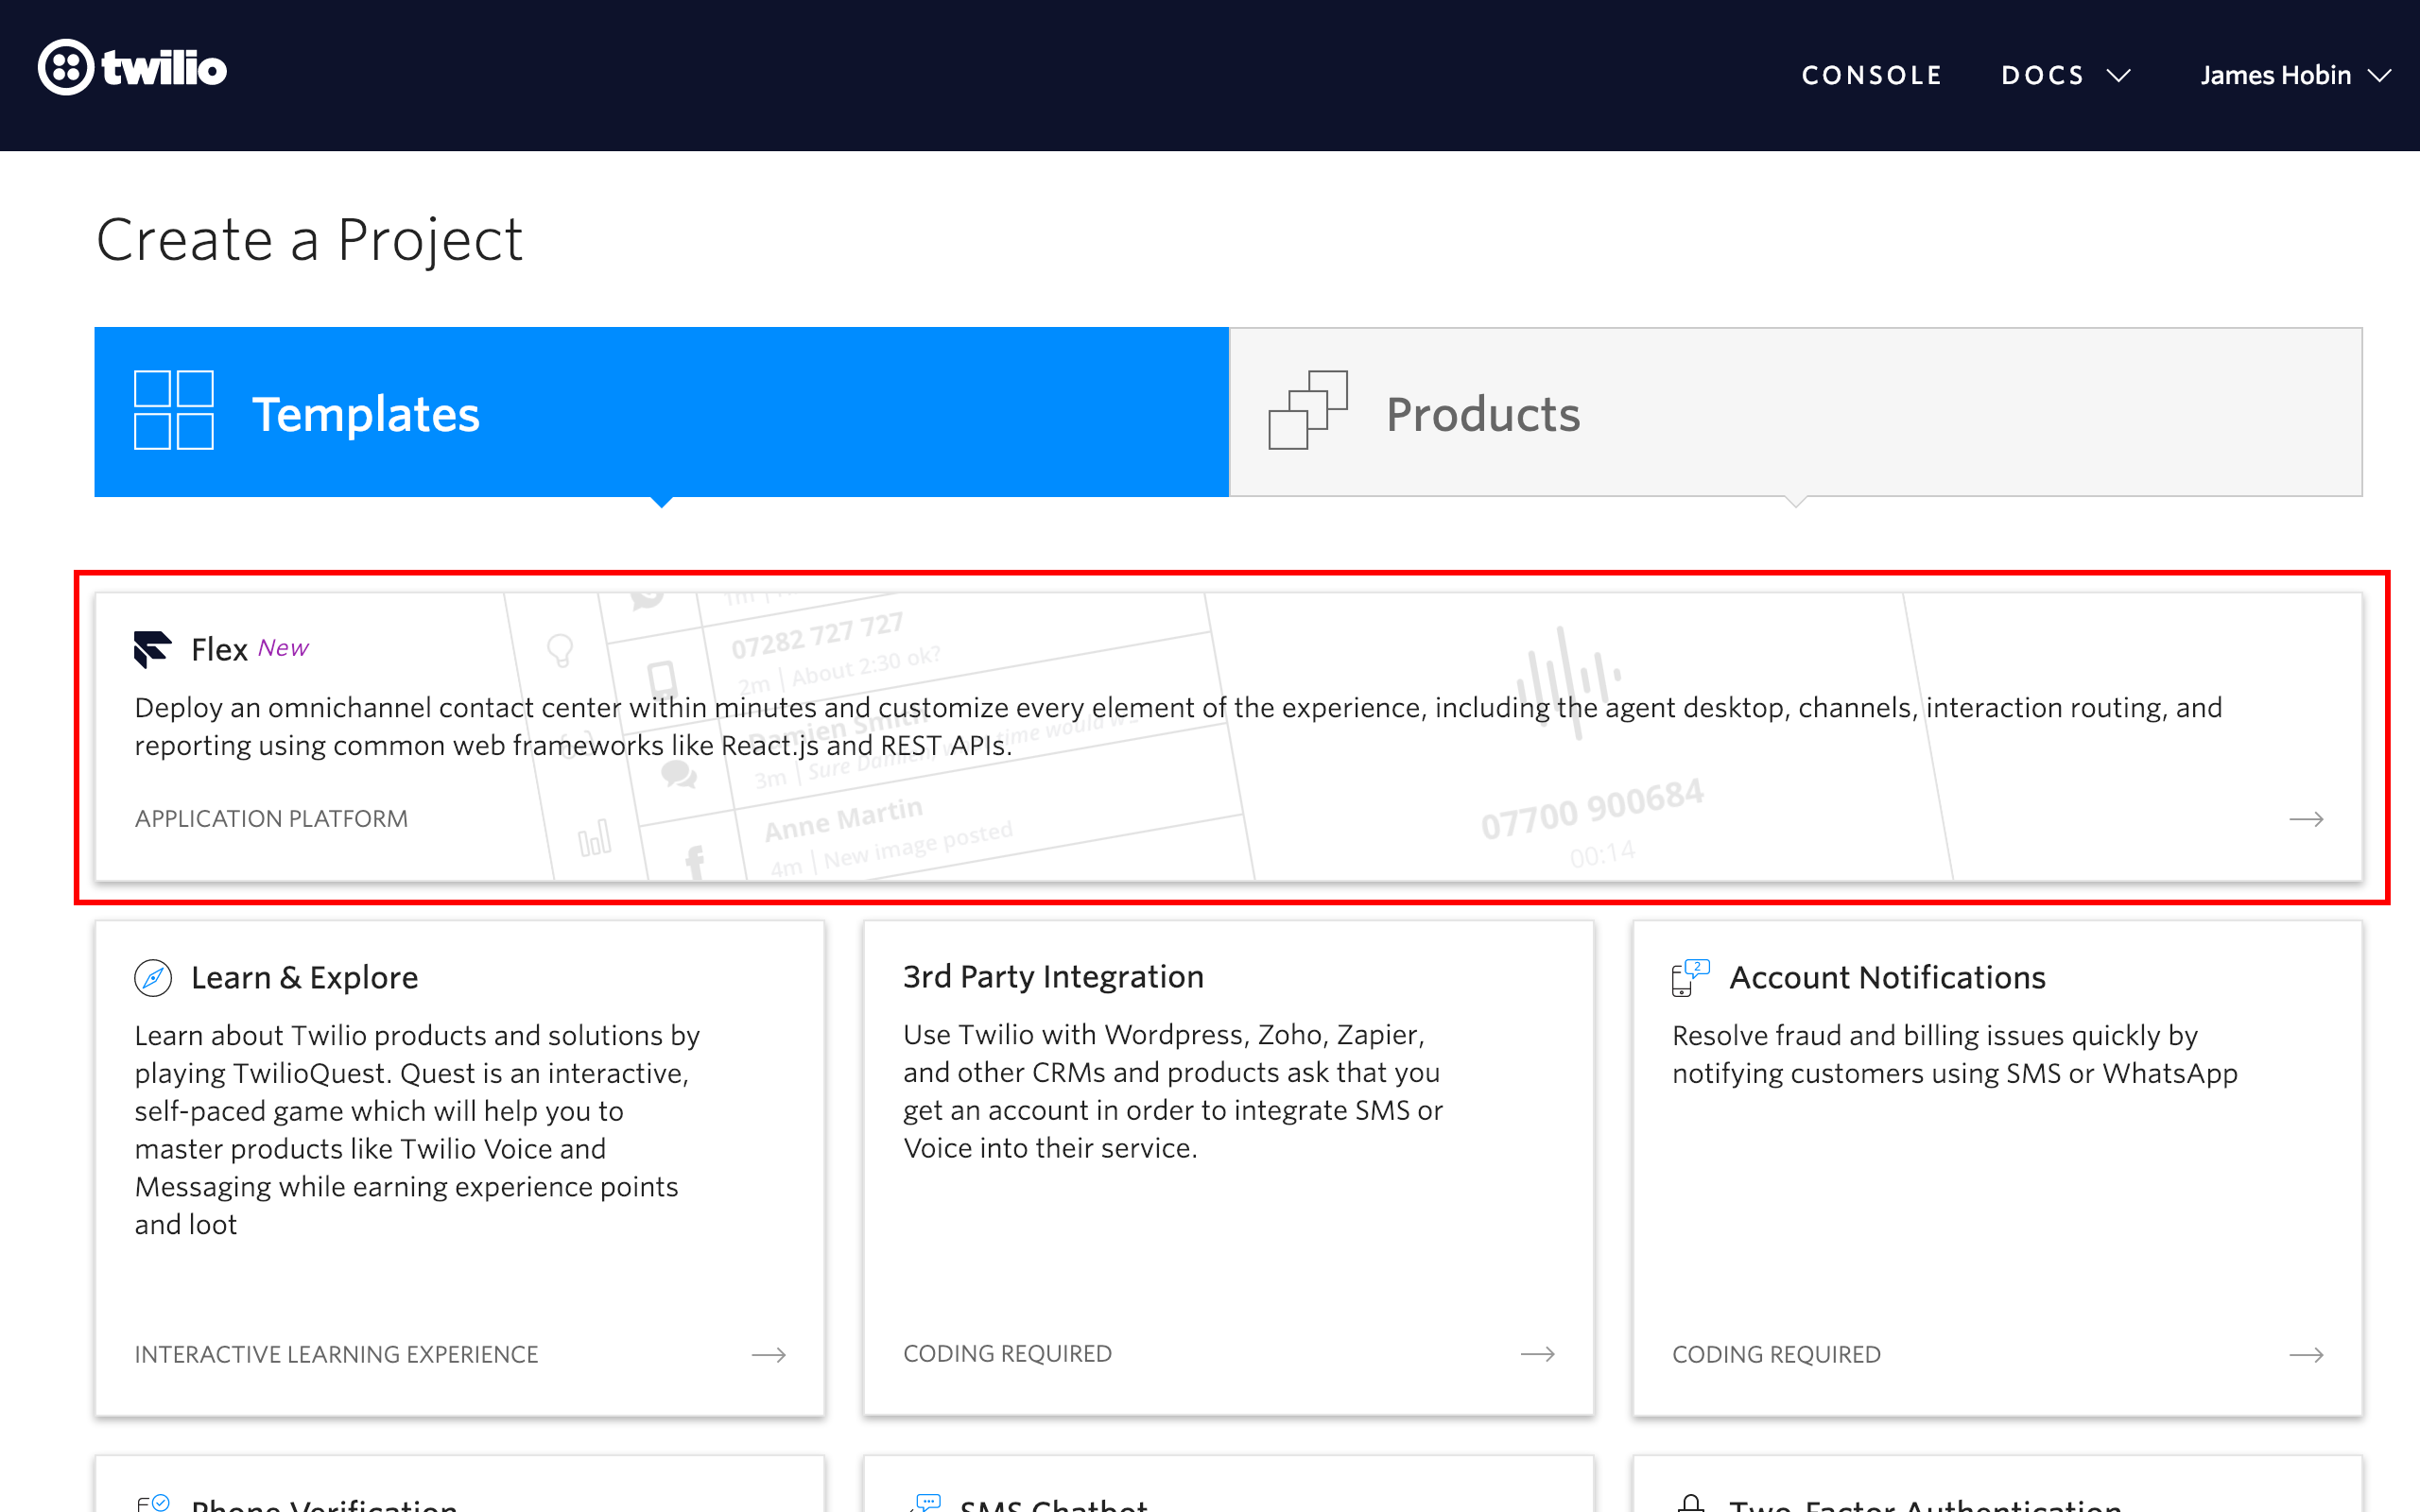 twilio
CONSOLE DOCS James Hobin
Create a Project
Templates
Products
Flex New
Deploy an omnichannel contact center within minutes and customize every element of the experience, including the agent desktop, channels, interaction routing, and
reporting using common web frameworks like React.js and REST APIs.
APPLICATION PLATFORM
07282 727 727
2m | About 2:30 ok?
Damien Smith
3m | Sure Damien, time would
Anne Martin
4m | New image posted
07700 900684
00:14
Learn & Explore
Learn about Twilio products and solutions by
playing TwilioQuest. Quest is an interactive,
self-paced game which will help you to
master products like Twilio Voice and
Messaging while earning experience points
and loot
INTERACTIVE LEARNING EXPERIENCE
3rd Party Integration
Use Twilio with Wordpress, Zoho, Zapier,
and other CRMs and products ask that you
get an account in order to integrate SMS or
Voice into their service.
CODING REQUIRED
2
Account Notifications
Resolve fraud and billing issues quickly by
notifying customers using SMS or WhatsApp
CODING REQUIRED
Phone Verification
SMS Chatbot
Two-Factor Authentication